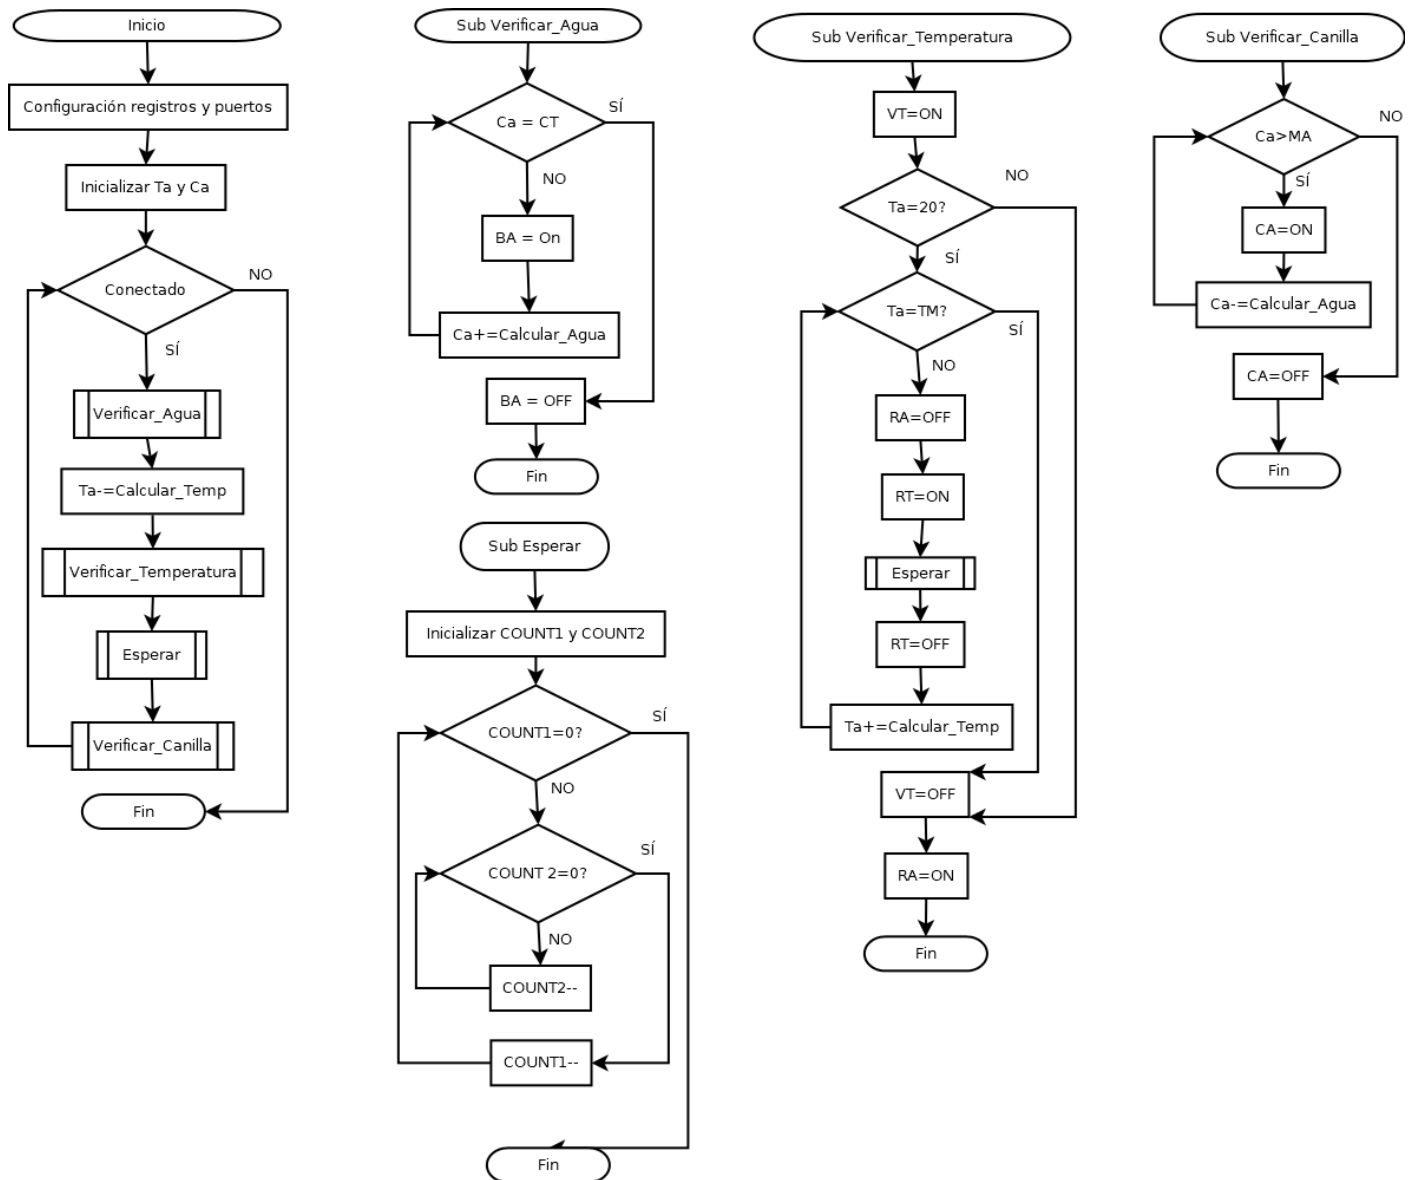 Inicio
Configuración registros y puertos
Inicializar Ta y Ca
Conectado
NO
SÍ
Verificar_Agua
Ta-=Calcular_Temp
Verificar_Temperatura
Esperar
Verificar_Canilla
Fin
Sub Verificar_Agua
Ca = CT
SÍ
NO
BA = On
Ca+=Calcular_Agua
BA = OFF
Fin
Sub Esperar
Inicializar COUNT1 y COUNT2
COUNT1=0?
SÍ
NO
COUNT 2=0?
SÍ
NO
COUNT2--
COUNT1--
Fin
Sub Verificar_Temperatura
VT=ON
Ta=20?
NO
SÍ
Ta=TM?
SÍ
NO
RA=OFF
RT=ON
Esperar
RT=OFF
Ta+=Calcular_Temp
VT=OFF
RA=ON
Fin
Sub Verificar_Canilla
Ca>MA
NO
SÍ
CA=ON
Ca-=Calcular_Agua
CA=OFF
Fin